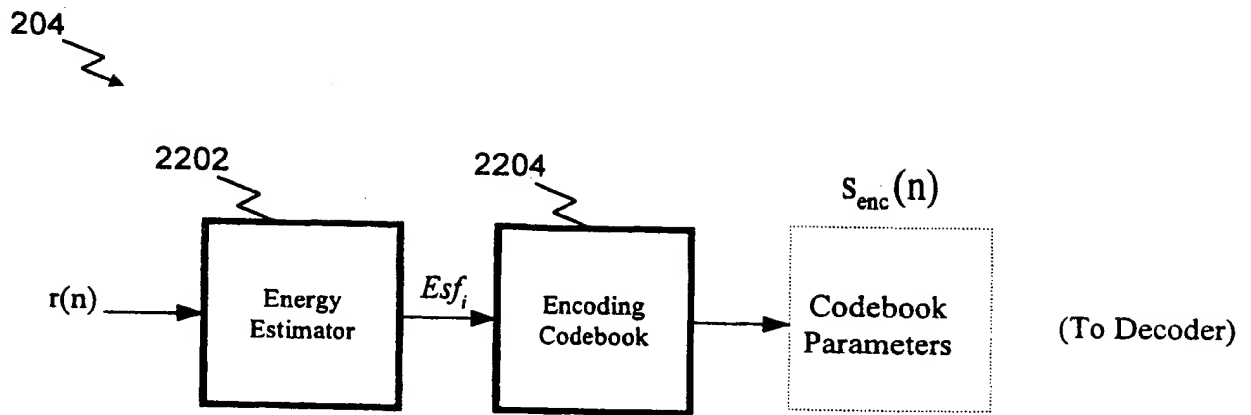 204
2202
2204
s_enc(n)
r(n)
Energy
Estimator
Esf_i
Encoding
Codebook
Codebook
Parameters
(To Decoder)